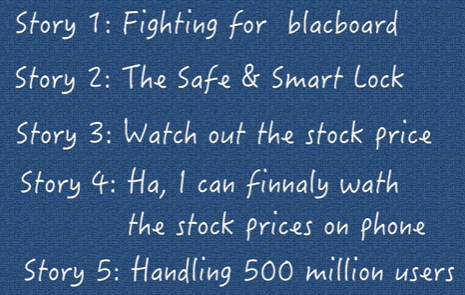 Story 1: Fighting for blacboard
Story 2: The Safe & Smart Lock
Story 3: Watch out the stock price
Story 4: Ha, I can finnaly wath
the stock prices on phone
Story 5: Handling 500 million users